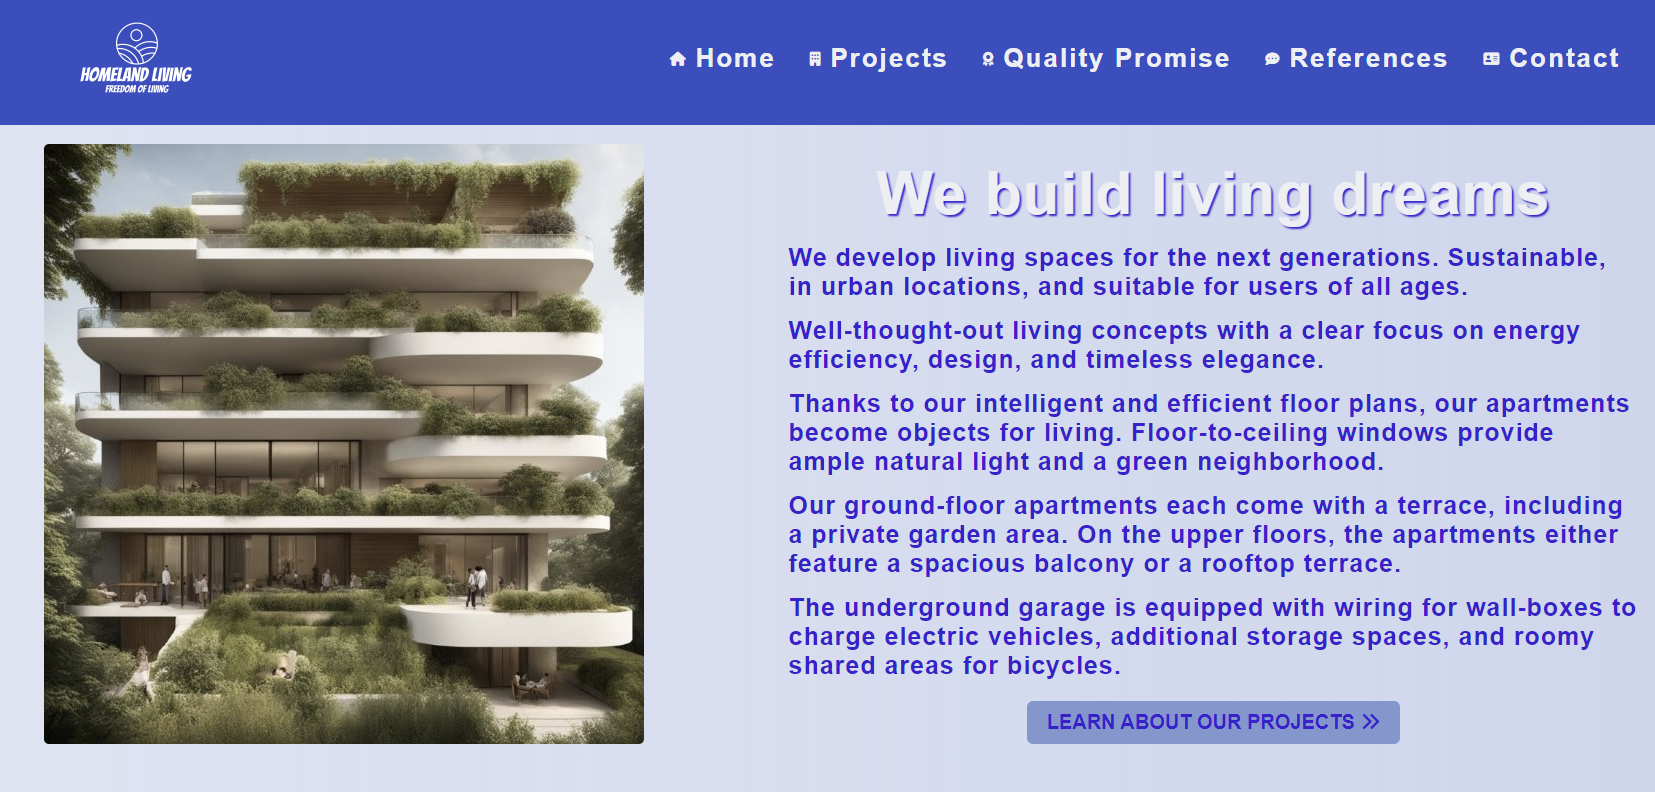 HOMELAND LIVING
FREEDOM OF LIVING
Home Projects Quality Promise References Contact
We build living dreams
We develop living spaces for the next generations. Sustainable,
in urban locations, and suitable for users of all ages.
Well-thought-out living concepts with a clear focus on energy
efficiency, design, and timeless elegance.
Thanks to our intelligent and efficient floor plans, our apartments
become objects for living. Floor-to-ceiling windows provide
ample natural light and a green neighborhood.
Our ground-floor apartments each come with a terrace, including
a private garden area. On the upper floors, the apartments either
feature a spacious balcony or a rooftop terrace.
The underground garage is equipped with wiring for wall-boxes to
charge electric vehicles, additional storage spaces, and roomy
shared areas for bicycles.
LEARN ABOUT OUR PROJECTS